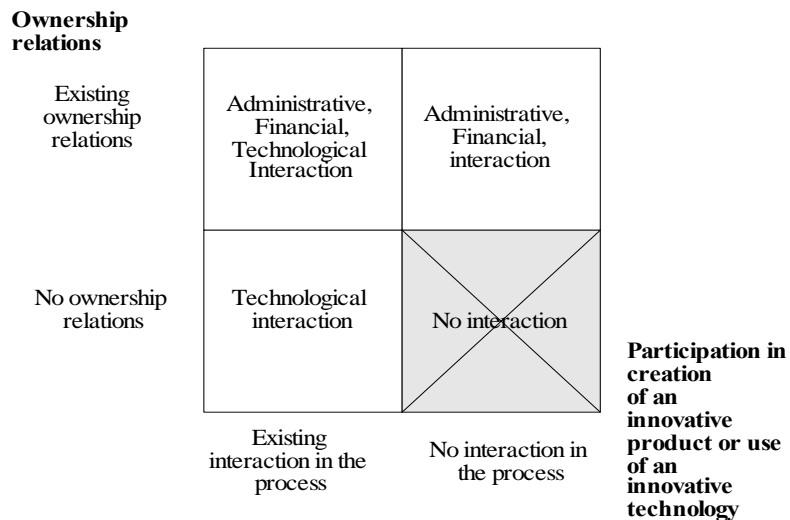 Ownership
relations
Existing
ownership
relations
Administrative,
Financial,
Technological
Interaction
Administrative,
Financial,
interaction
No ownership
relations
Technological
interaction
No interaction
Existing
interaction in the
process
No interaction in
the process
Participation in
creation
of an
innovative
product or use
of an
innovative
technology